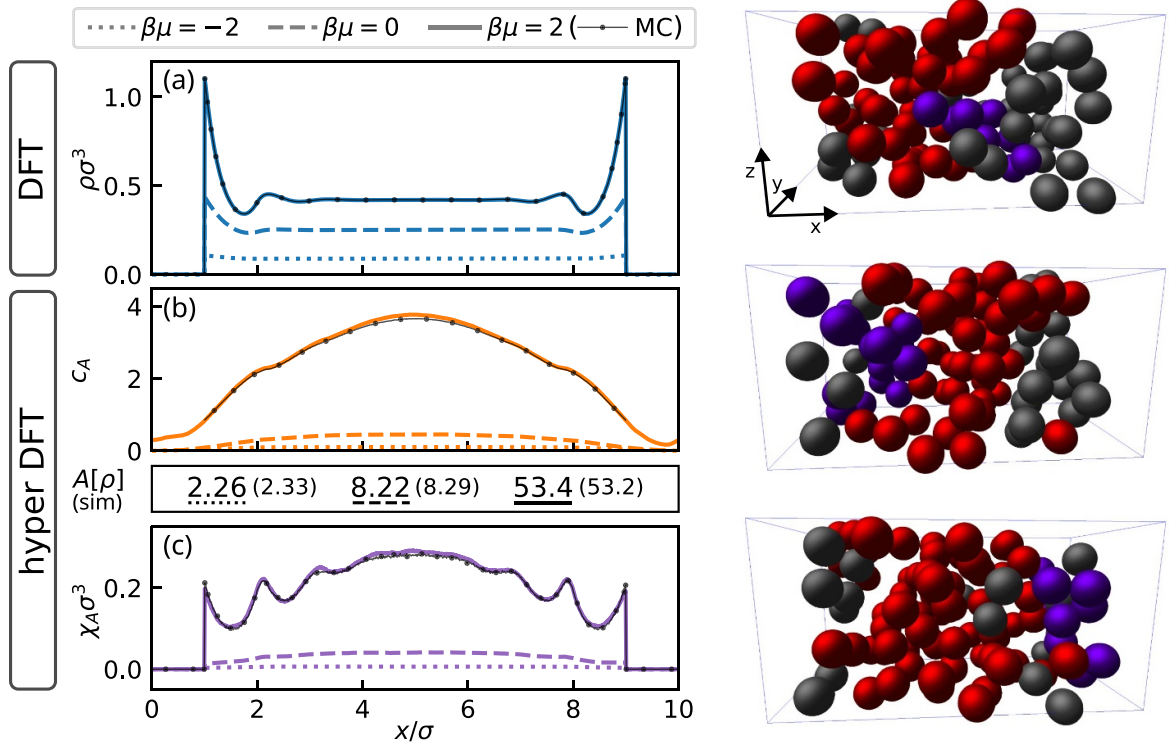 βμ = −2 βμ = 0 βμ = 2 ( MC)
DFT
(a)
ρσ³
1.0
0.5
0.0
hyper DFT
(b)
c_A
4
2
0
A[ρ]
(sim)
2.26 (2.33) 8.22 (8.29) 53.4 (53.2)
(c)
χ_Aσ³
0.2
0.0
0 2 4 6 8 10
x/σ
z
y
x